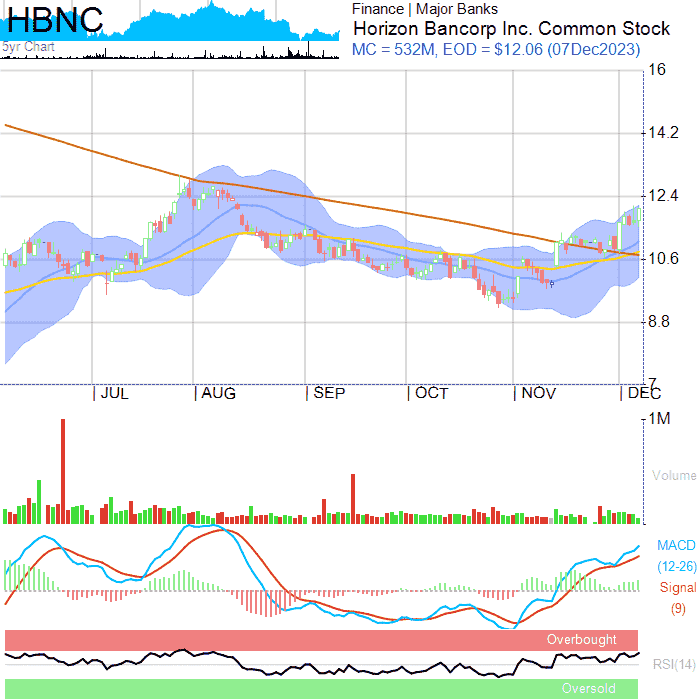 HBNC
5yr Chart
Finance | Major Banks
Horizon Bancorp Inc. Common Stock
MC = 532M, EOD = $12.06 (07Dec2023)
16
14.2
12.4
10.6
8.8
7
| JUL | AUG | SEP | OCT | NOV | DEC
1M
Volume
MACD
(12-26)
Signal
(9)
Overbought
RSI(14)
Oversold